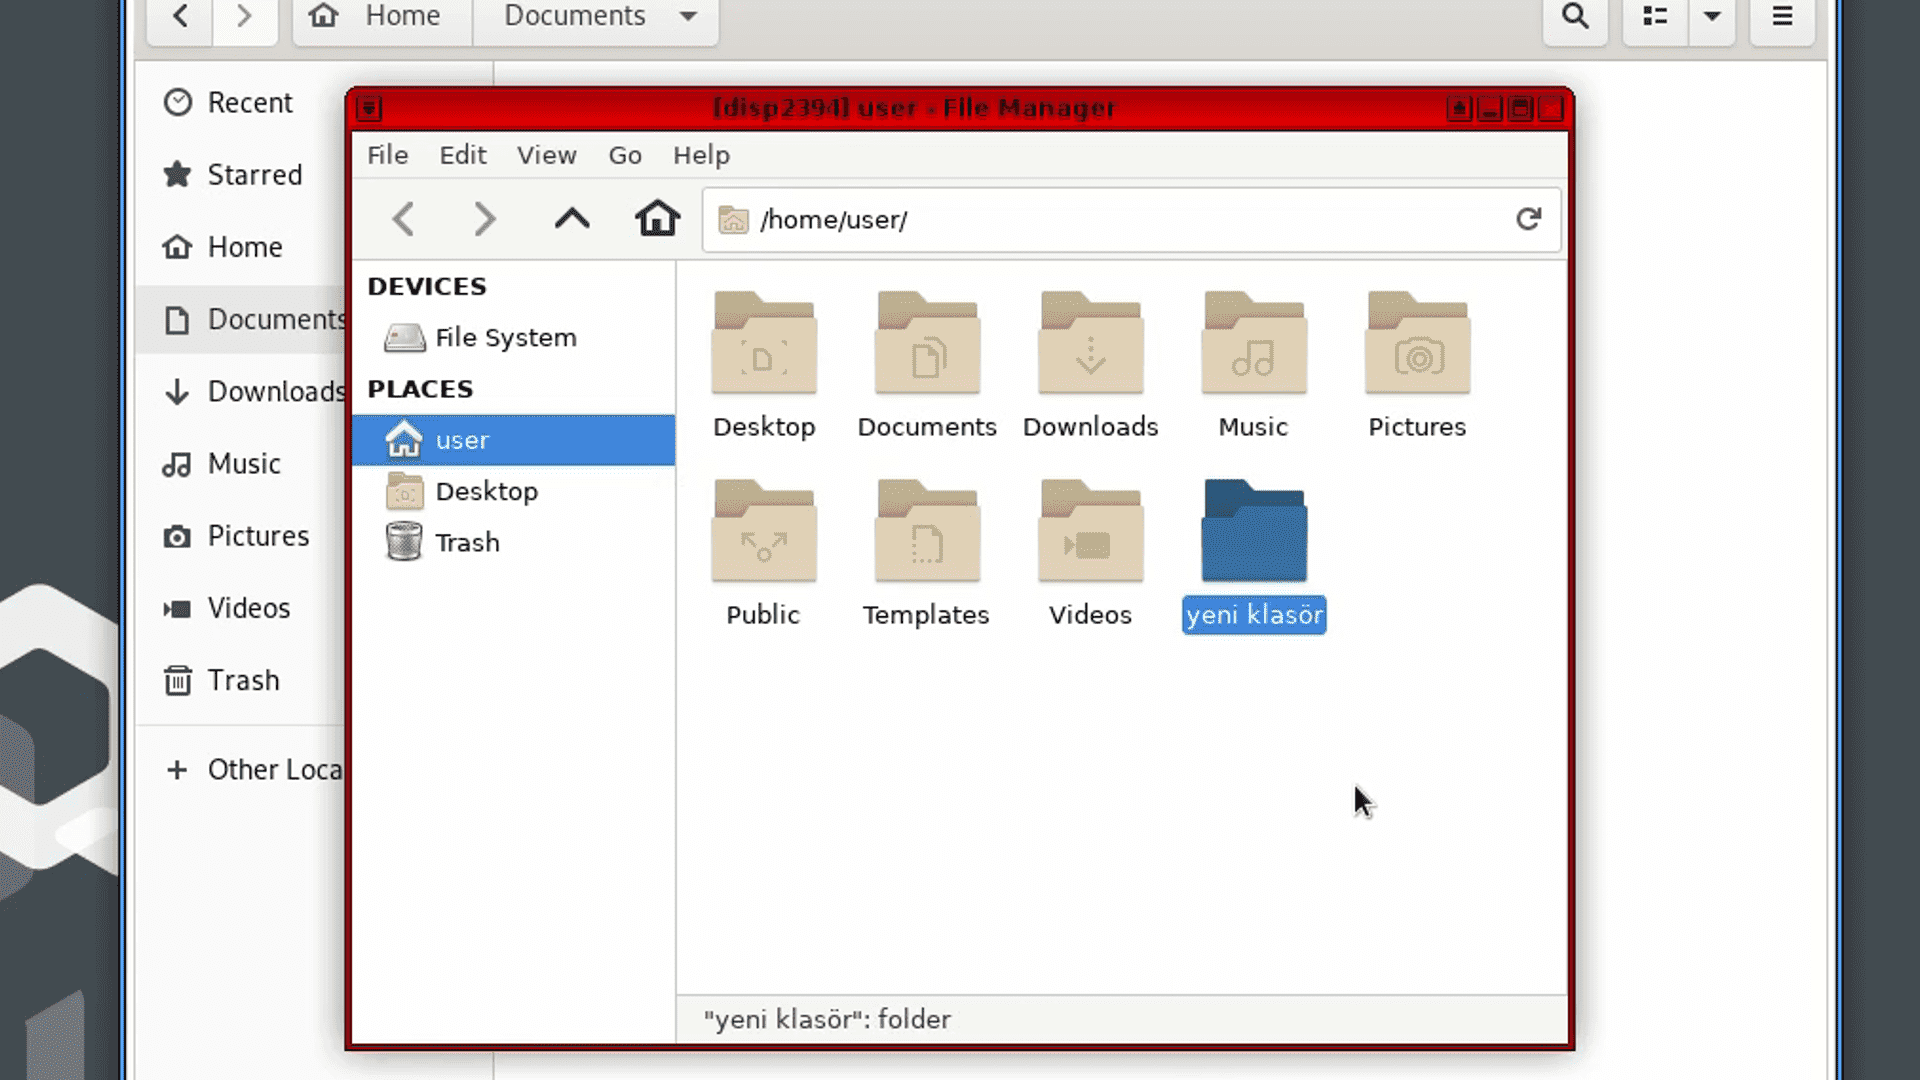 Home
Documents
Recent
Starred
Home
Documents
Downloads
Music
Pictures
Videos
Trash
Other Loca
[disp2394] user - File Manager
File Edit View Go Help
/home/user/
DEVICES
File System
PLACES
user
Desktop
Trash
Desktop Documents Downloads Music Pictures
Public Templates Videos yeni klasör
"yeni klasör": folder